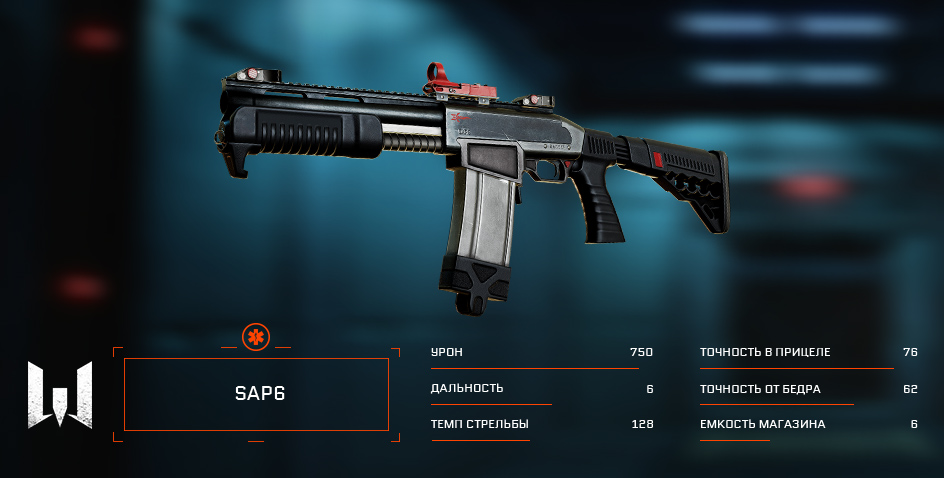 SAP6
УРОН 750
ДАЛЬНОСТЬ 6
ТЕМП СТРЕЛЬБЫ 128
ТОЧНОСТЬ В ПРИЦЕЛЕ 76
ТОЧНОСТЬ ОТ БЕДРА 62
ЕМКОСТЬ МАГАЗИНА 6